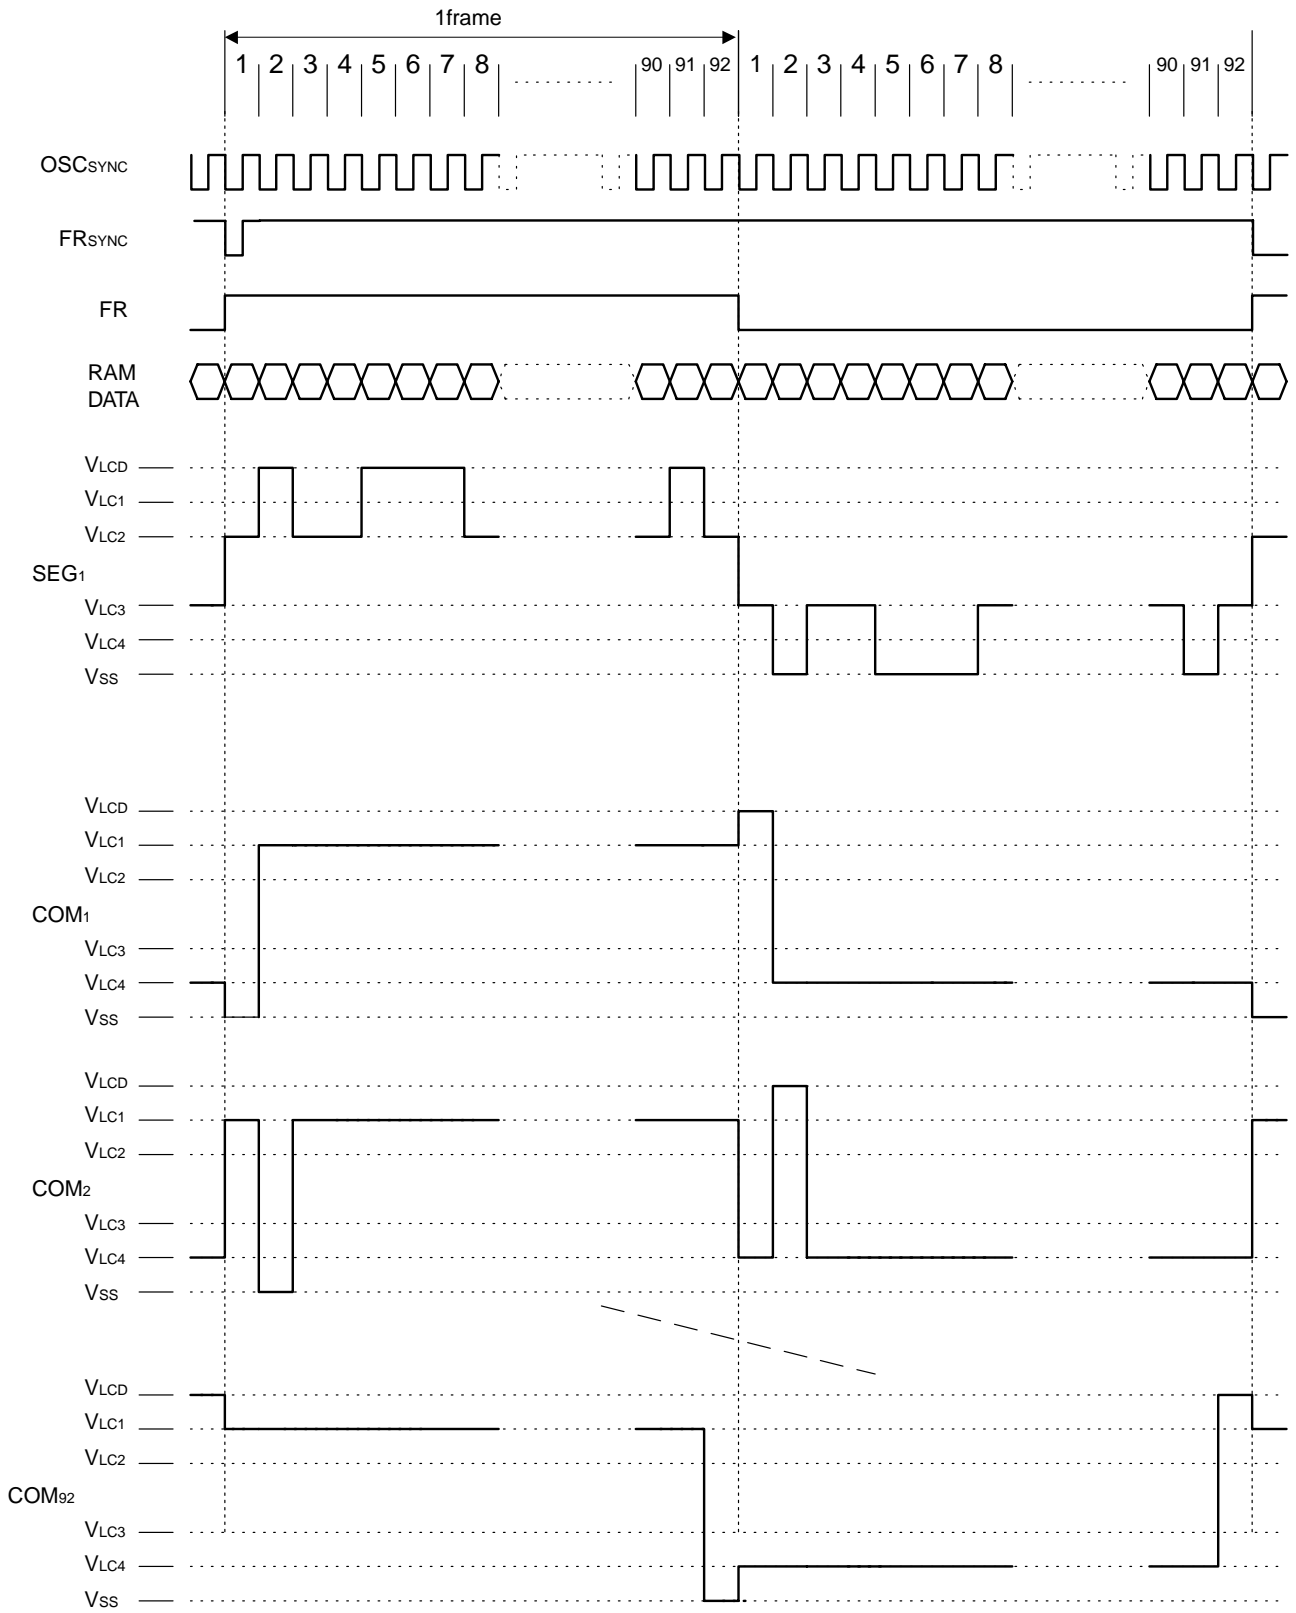 1frame
1 2 3 4 5 6 7 8 90 91 92 1 2 3 4 5 6 7 8 90 91 92
OSCSYNC
FRSYNC
FR
RAM
DATA
VLCD
VLC1
VLC2
SEG1
VLC3
VLC4
VSS
VLCD
VLC1
VLC2
COM1
VLC3
VLC4
VSS
VLCD
VLC1
VLC2
COM2
VLC3
VLC4
VSS
VLCD
VLC1
VLC2
COM92
VLC3
VLC4
VSS